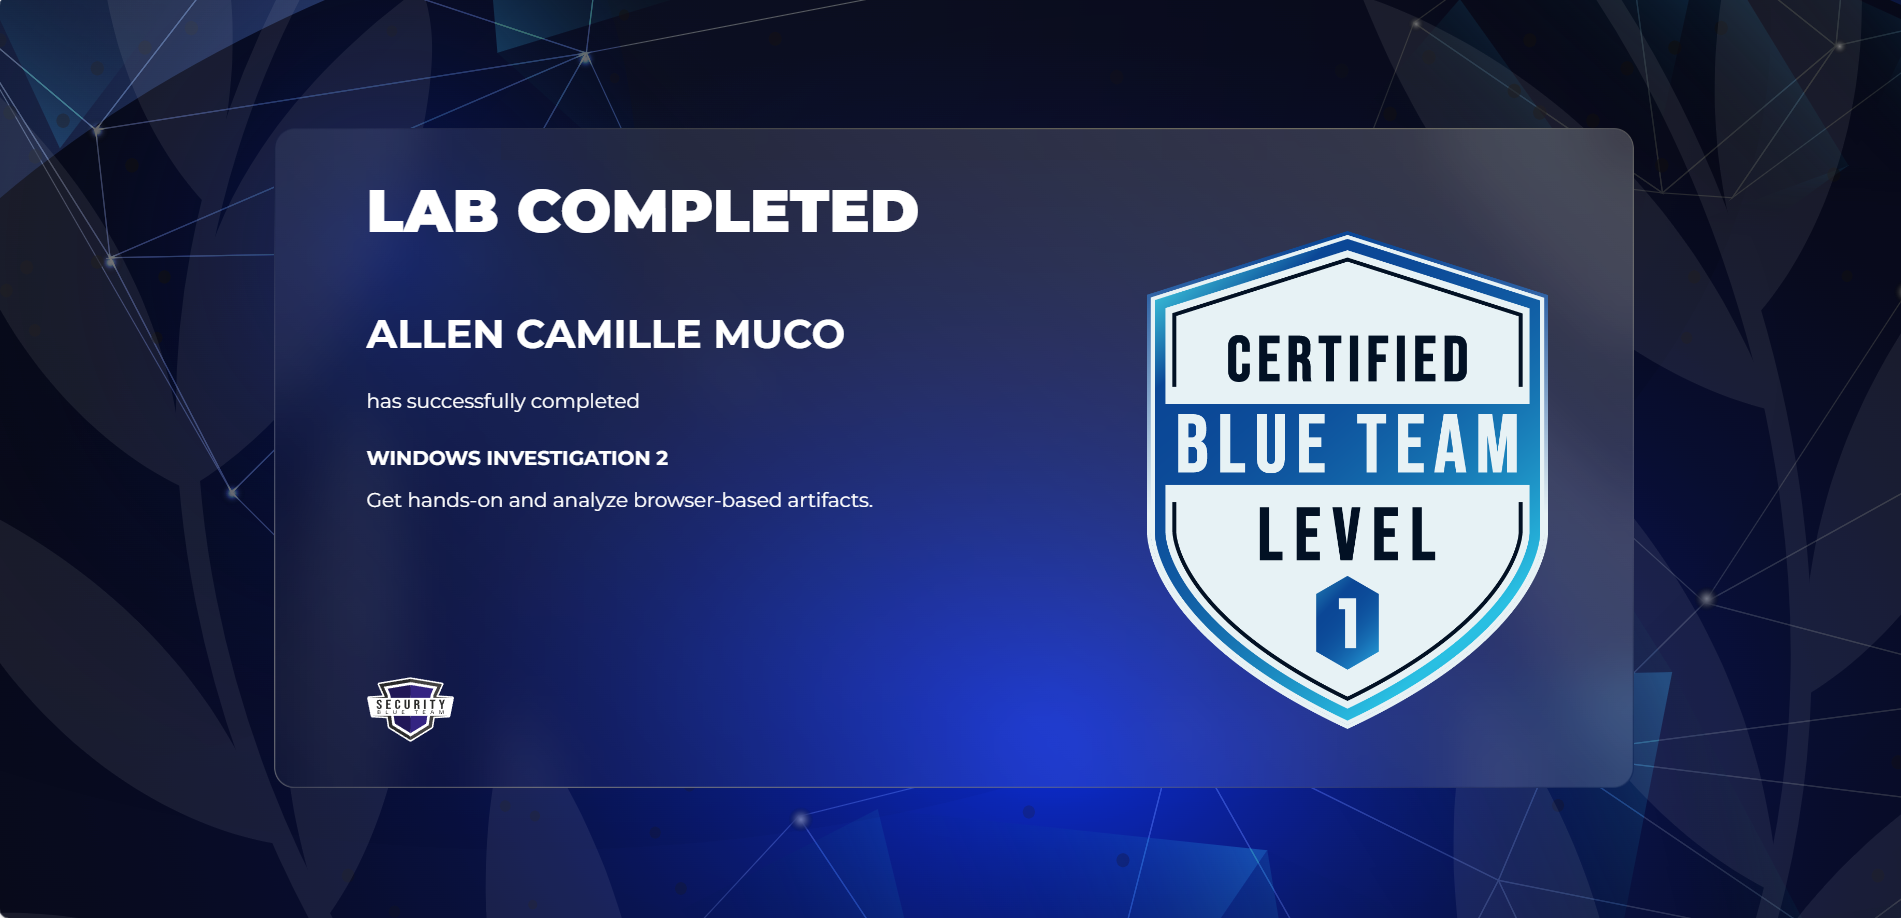 LAB COMPLETED
ALLEN CAMILLE MUCO
has successfully completed
WINDOWS INVESTIGATION 2
Get hands-on and analyze browser-based artifacts.
CERTIFIED
BLUE TEAM
LEVEL
1
SECURITY
BLUE TEAM